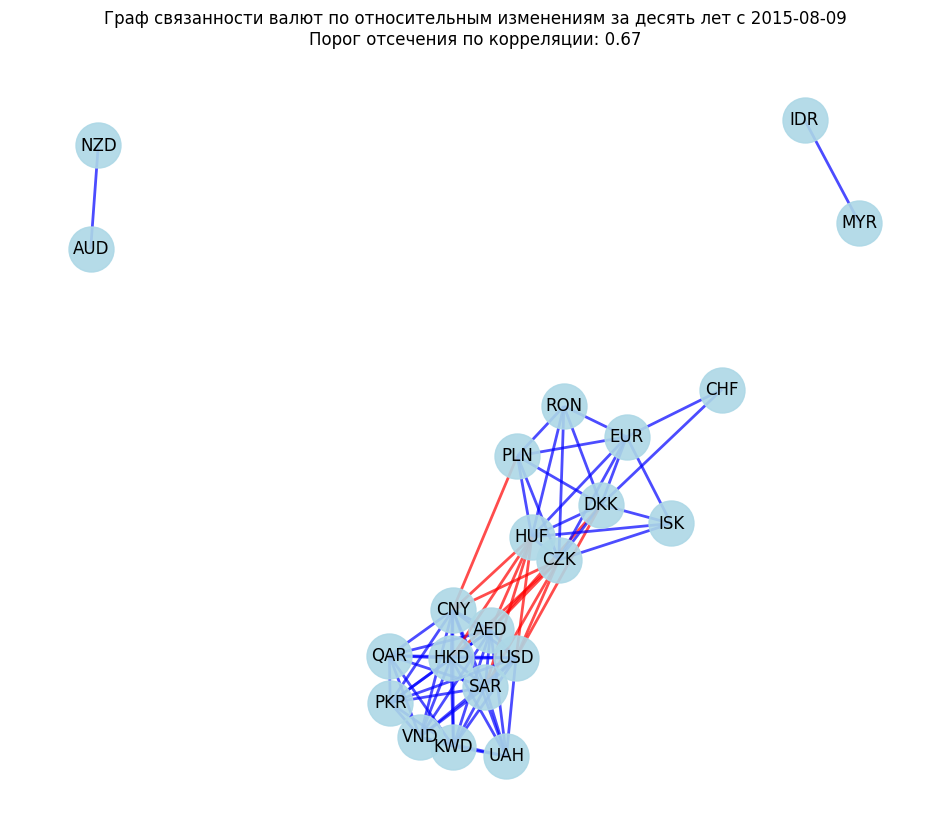 Граф связанности валют по относительным изменениям за десять лет с 2015-08-09
Порог отсечения по корреляции: 0.67
IDR
NZD
MYR
AUD
CHF
RON
EUR
PLN
DKK
ISK
HUF
CZK
CNY
AED
QAR
HKD
USD
SAR
PKR
VND
KWD
UAH